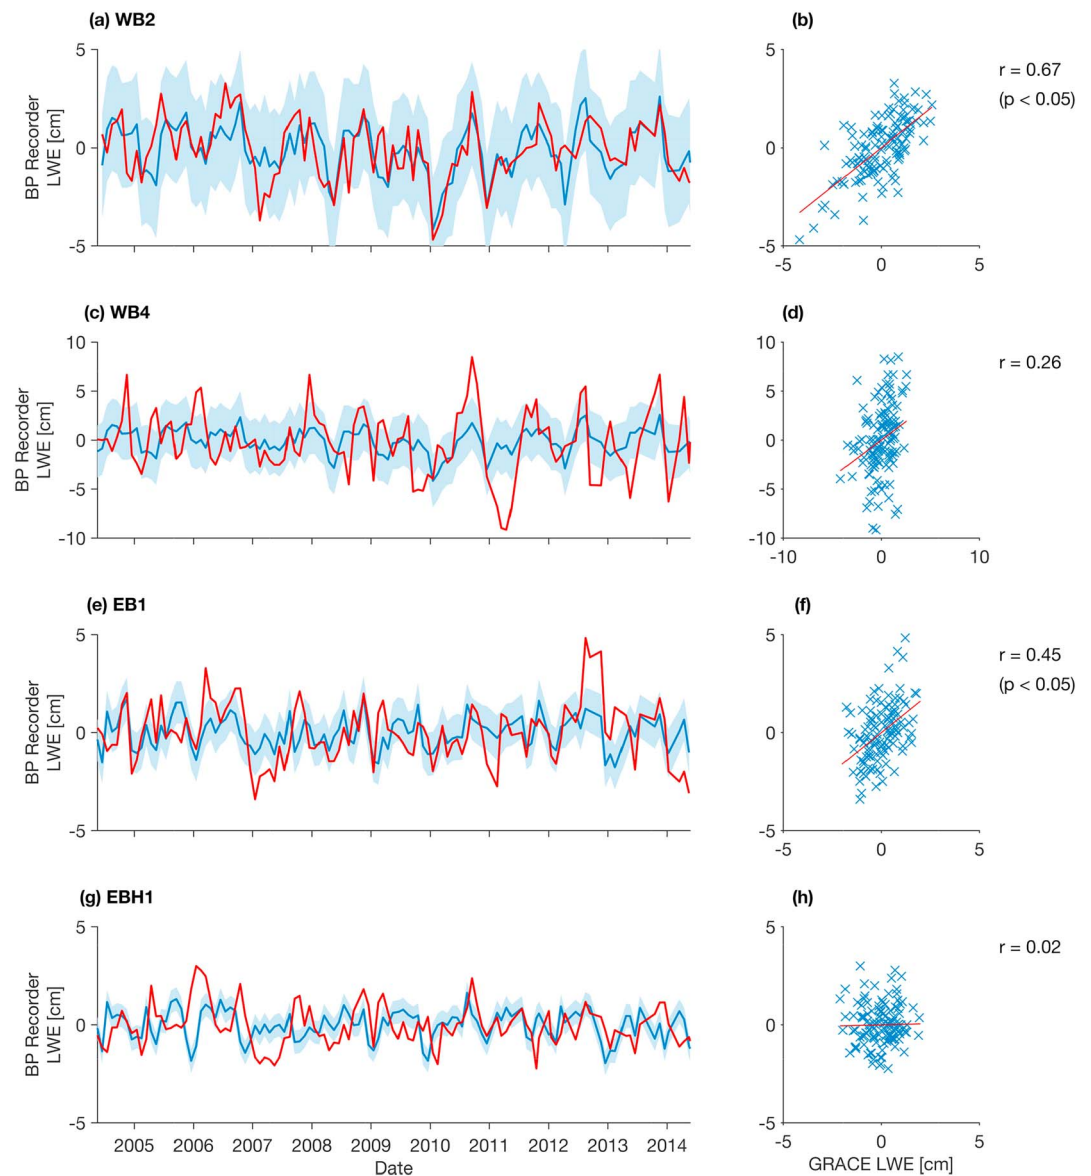 (a) WB2
(b)
5
0
-5
BP Recorder
LWE [cm]
5
0
-5
-5 0 5
r = 0.67
(p < 0.05)
(c) WB4
(d)
10
5
0
-5
-10
BP Recorder
LWE [cm]
10
5
0
-5
-10
-10 0 10
r = 0.26
(e) EB1
(f)
5
0
-5
BP Recorder
LWE [cm]
5
0
-5
-5 0 5
r = 0.45
(p < 0.05)
(g) EBH1
(h)
5
0
-5
BP Recorder
LWE [cm]
2005 2006 2007 2008 2009 2010 2011 2012 2013 2014
Date
5
0
-5
-5 0 5
GRACE LWE [cm]
r = 0.02